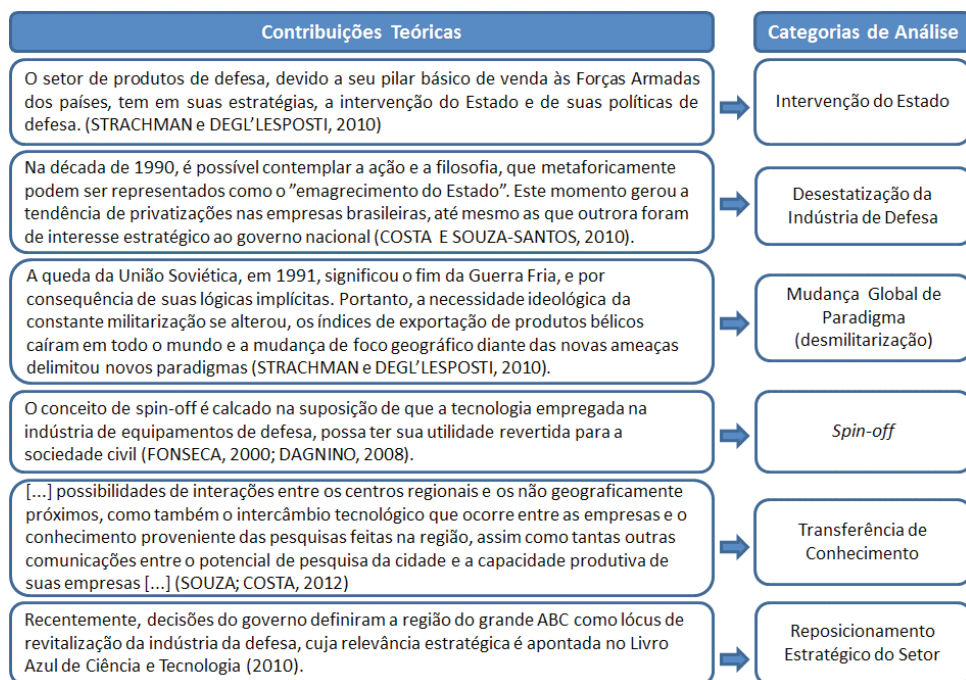 Contribuições Teóricas
Categorias de Análise
O setor de produtos de defesa, devido a seu pilar básico de venda às Forças Armadas
dos países, tem em suas estratégias, a intervenção do Estado e de suas políticas de
defesa. (STRACHMAN e DEGL’LESPOSTI, 2010)
Intervenção do Estado
Na década de 1990, é possível contemplar a ação e a filosofia, que metaforicamente
podem ser representados como o ”emagrecimento do Estado”. Este momento gerou a
tendência de privatizações nas empresas brasileiras, até mesmo as que outrora foram
de interesse estratégico ao governo nacional (COSTA E SOUZA-SANTOS, 2010).
Desestatização da
Indústria de Defesa
A queda da União Soviética, em 1991, significou o fim da Guerra Fria, e por
consequência de suas lógicas implícitas. Portanto, a necessidade ideológica da
constante militarização se alterou, os índices de exportação de produtos bélicos
caíram em todo o mundo e a mudança de foco geográfico diante das novas ameaças
delimitou novos paradigmas (STRACHMAN e DEGL’LESPOSTI, 2010).
Mudança Global de
Paradigma
(desmilitarização)
O conceito de spin-off é calcado na suposição de que a tecnologia empregada na
indústria de equipamentos de defesa, possa ter sua utilidade revertida para a
sociedade civil (FONSECA, 2000; DAGNINO, 2008).
Spin-off
[...] possibilidades de interações entre os centros regionais e os não geograficamente
próximos, como também o intercâmbio tecnológico que ocorre entre as empresas e o
conhecimento proveniente das pesquisas feitas na região, assim como tantas outras
comunicações entre o potencial de pesquisa da cidade e a capacidade produtiva de
suas empresas [...] (SOUZA; COSTA, 2012)
Transferência de
Conhecimento
Recentemente, decisões do governo definiram a região do grande ABC como lócus de
revitalização da indústria da defesa, cuja relevância estratégica é apontada no Livro
Azul de Ciência e Tecnologia (2010).
Reposicionamento
Estratégico do Setor